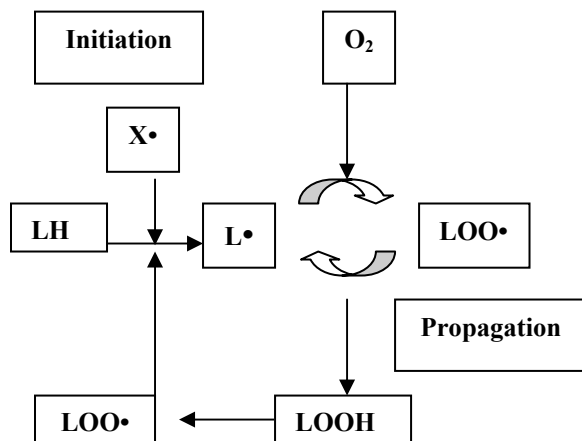 Initiation
O₂
X•
LH
L•
LOO•
Propagation
LOO•
LOOH